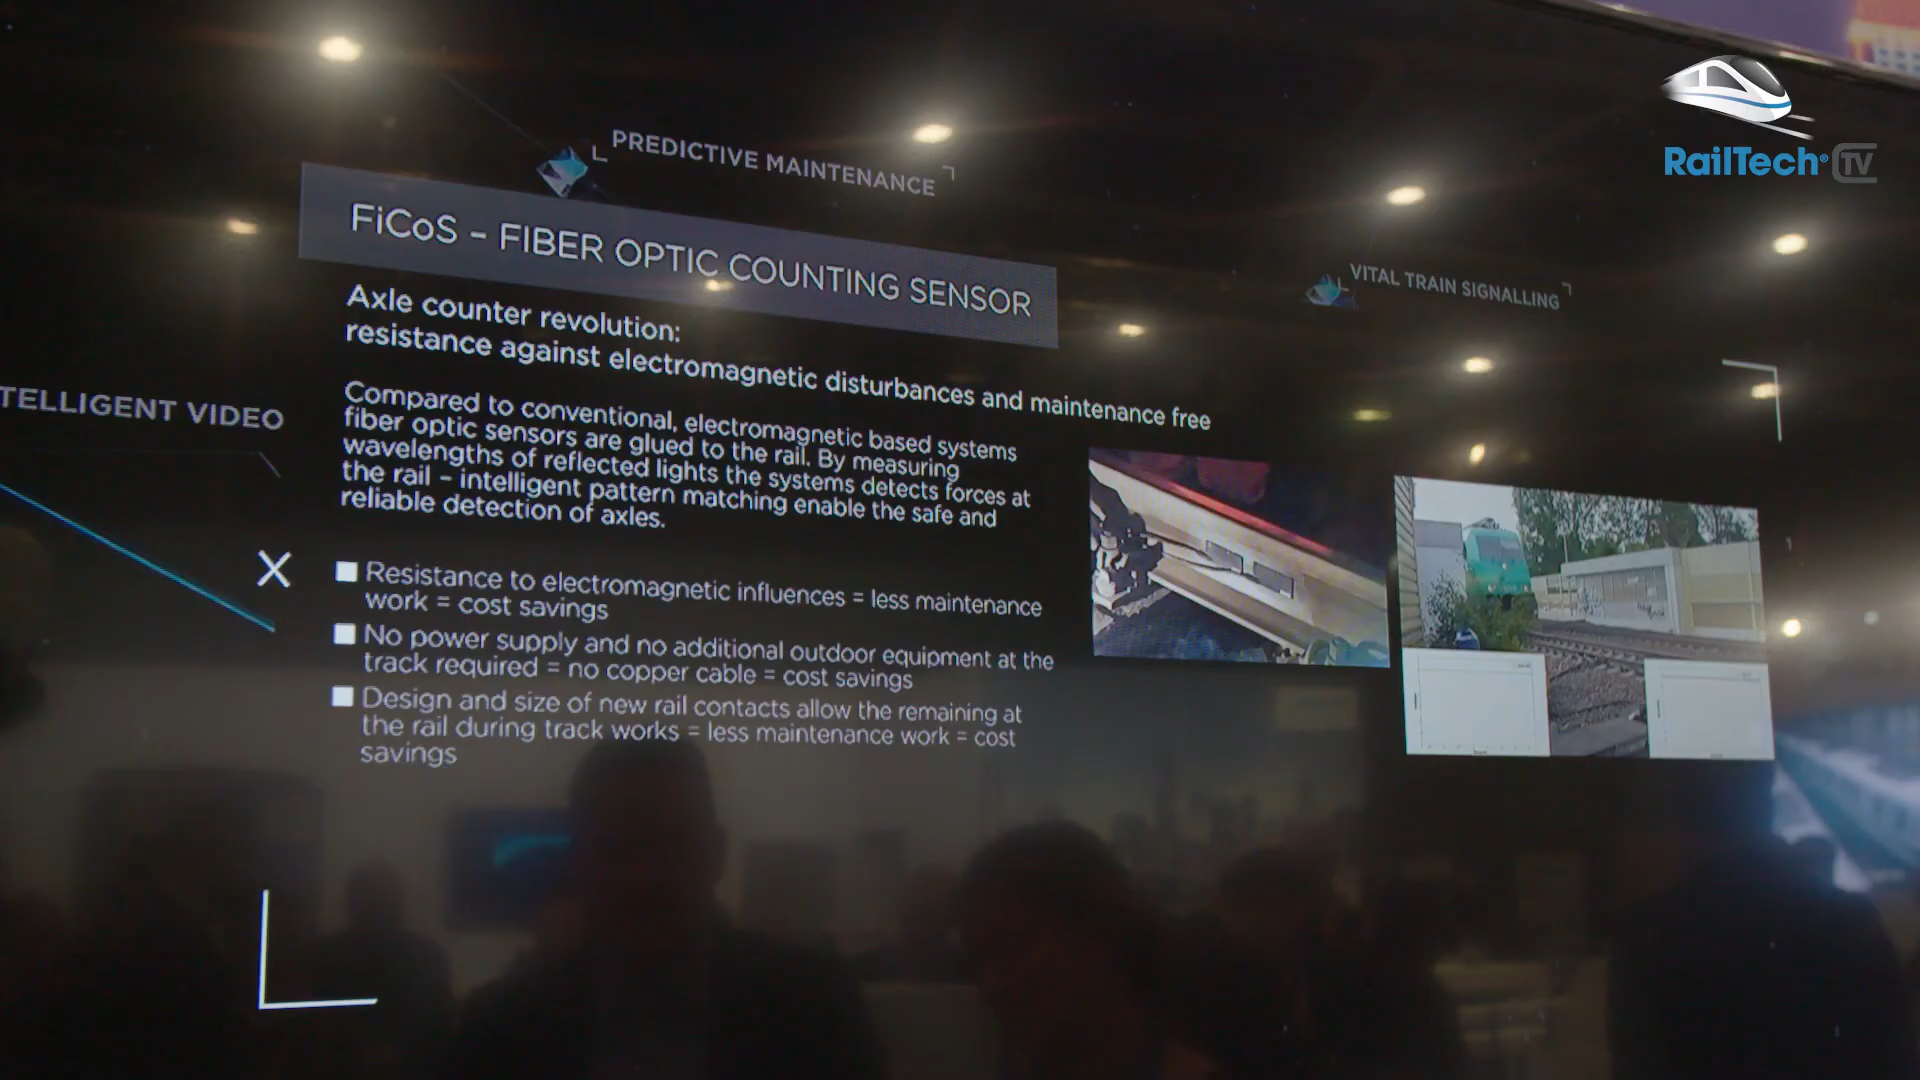 RailTech® TV
PREDICTIVE MAINTENANCE
FiCoS – FIBER OPTIC COUNTING SENSOR
VITAL TRAIN SIGNALLING
Axle counter revolution:
resistance against electromagnetic disturbances and maintenance free
TELLIGENT VIDEO
Compared to conventional, electromagnetic based systems
fiber optic sensors are glued to the rail. By measuring
wavelengths of reflected lights the systems detects forces at
the rail – intelligent pattern matching enable the safe and
reliable detection of axles.
Resistance to electromagnetic influences = less maintenance
work = cost savings
No power supply and no additional outdoor equipment at the
track required = no copper cable = cost savings
Design and size of new rail contacts allow the remaining at
the rail during track works = less maintenance work = cost
savings